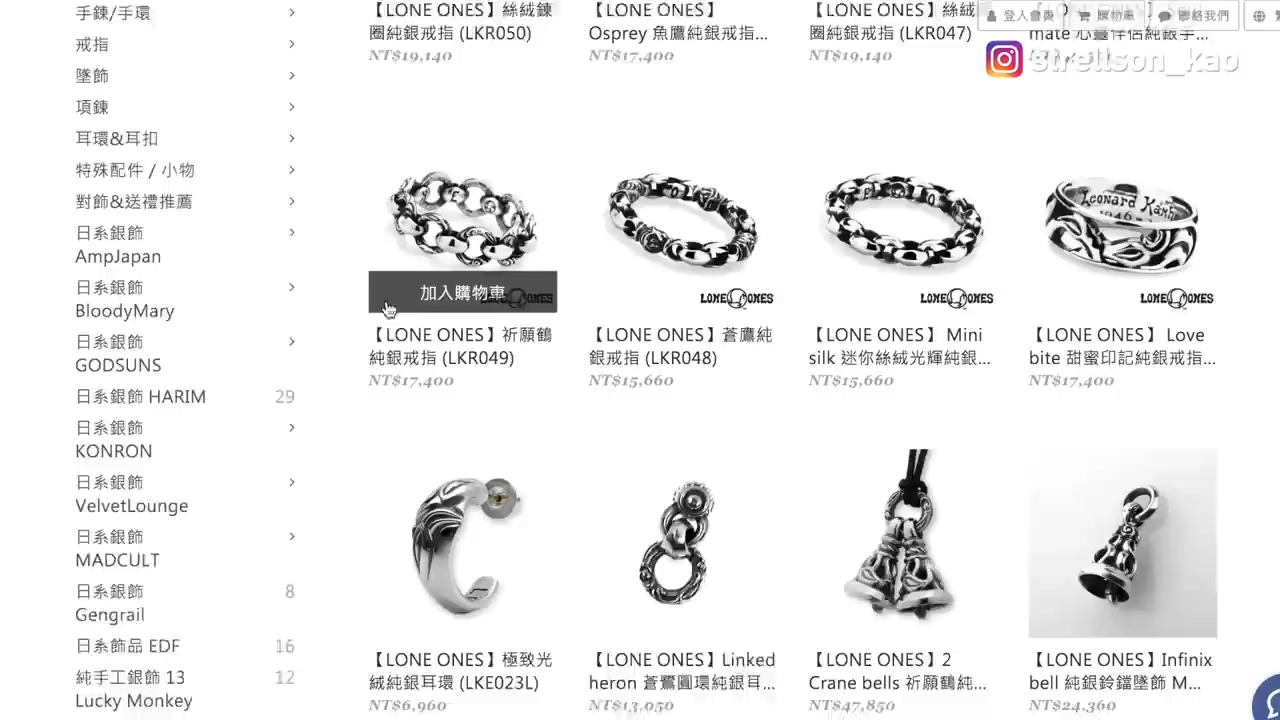 手鍊/手環
戒指
墜飾
項鍊
耳環&耳扣
特殊配件 / 小物
對飾&送禮推薦
日系銀飾
AmpJapan
日系銀飾
BloodyMary
日系銀飾
GODSUNS
日系銀飾 HARIM 29
日系銀飾
KONRON
日系銀飾
VelvetLounge
日系銀飾
MADCULT
日系銀飾 8
Gengrail
日系飾品 EDF 16
純手工銀飾 13 12
Lucky Monkey
登入會員 購物車 聯絡我們
strellson_kao
【LONE ONES】絲絨鍊
圈純銀戒指 (LKR050)
NT$19,140
【LONE ONES】
Osprey 魚鷹純銀戒指...
NT$17,400
【LONE ONES】絲絨
圈純銀戒指 (LKR047)
NT$19,140
mate 心靈伴侶純銀手...
加入購物車
LONE ONES
【LONE ONES】祈願鶴
純銀戒指 (LKR049)
NT$17,400
LONE ONES
【LONE ONES】蒼鷹純
銀戒指 (LKR048)
NT$15,660
LONE ONES
【LONE ONES】 Mini
silk 迷你絲絨光輝純銀...
NT$15,660
Leonard Kamh
1946
LONE ONES
【LONE ONES】 Love
bite 甜蜜印記純銀戒指...
NT$17,400
【LONE ONES】極致光
絨純銀耳環 (LKE023L)
NT$6,960
【LONE ONES】Linked
heron 蒼鷺圓環純銀耳...
NT$13,050
【LONE ONES】2
Crane bells 祈願鶴純...
NT$47,850
【LONE ONES】Infinix
bell 純銀鈴鐺墜飾 M...
NT$24,360